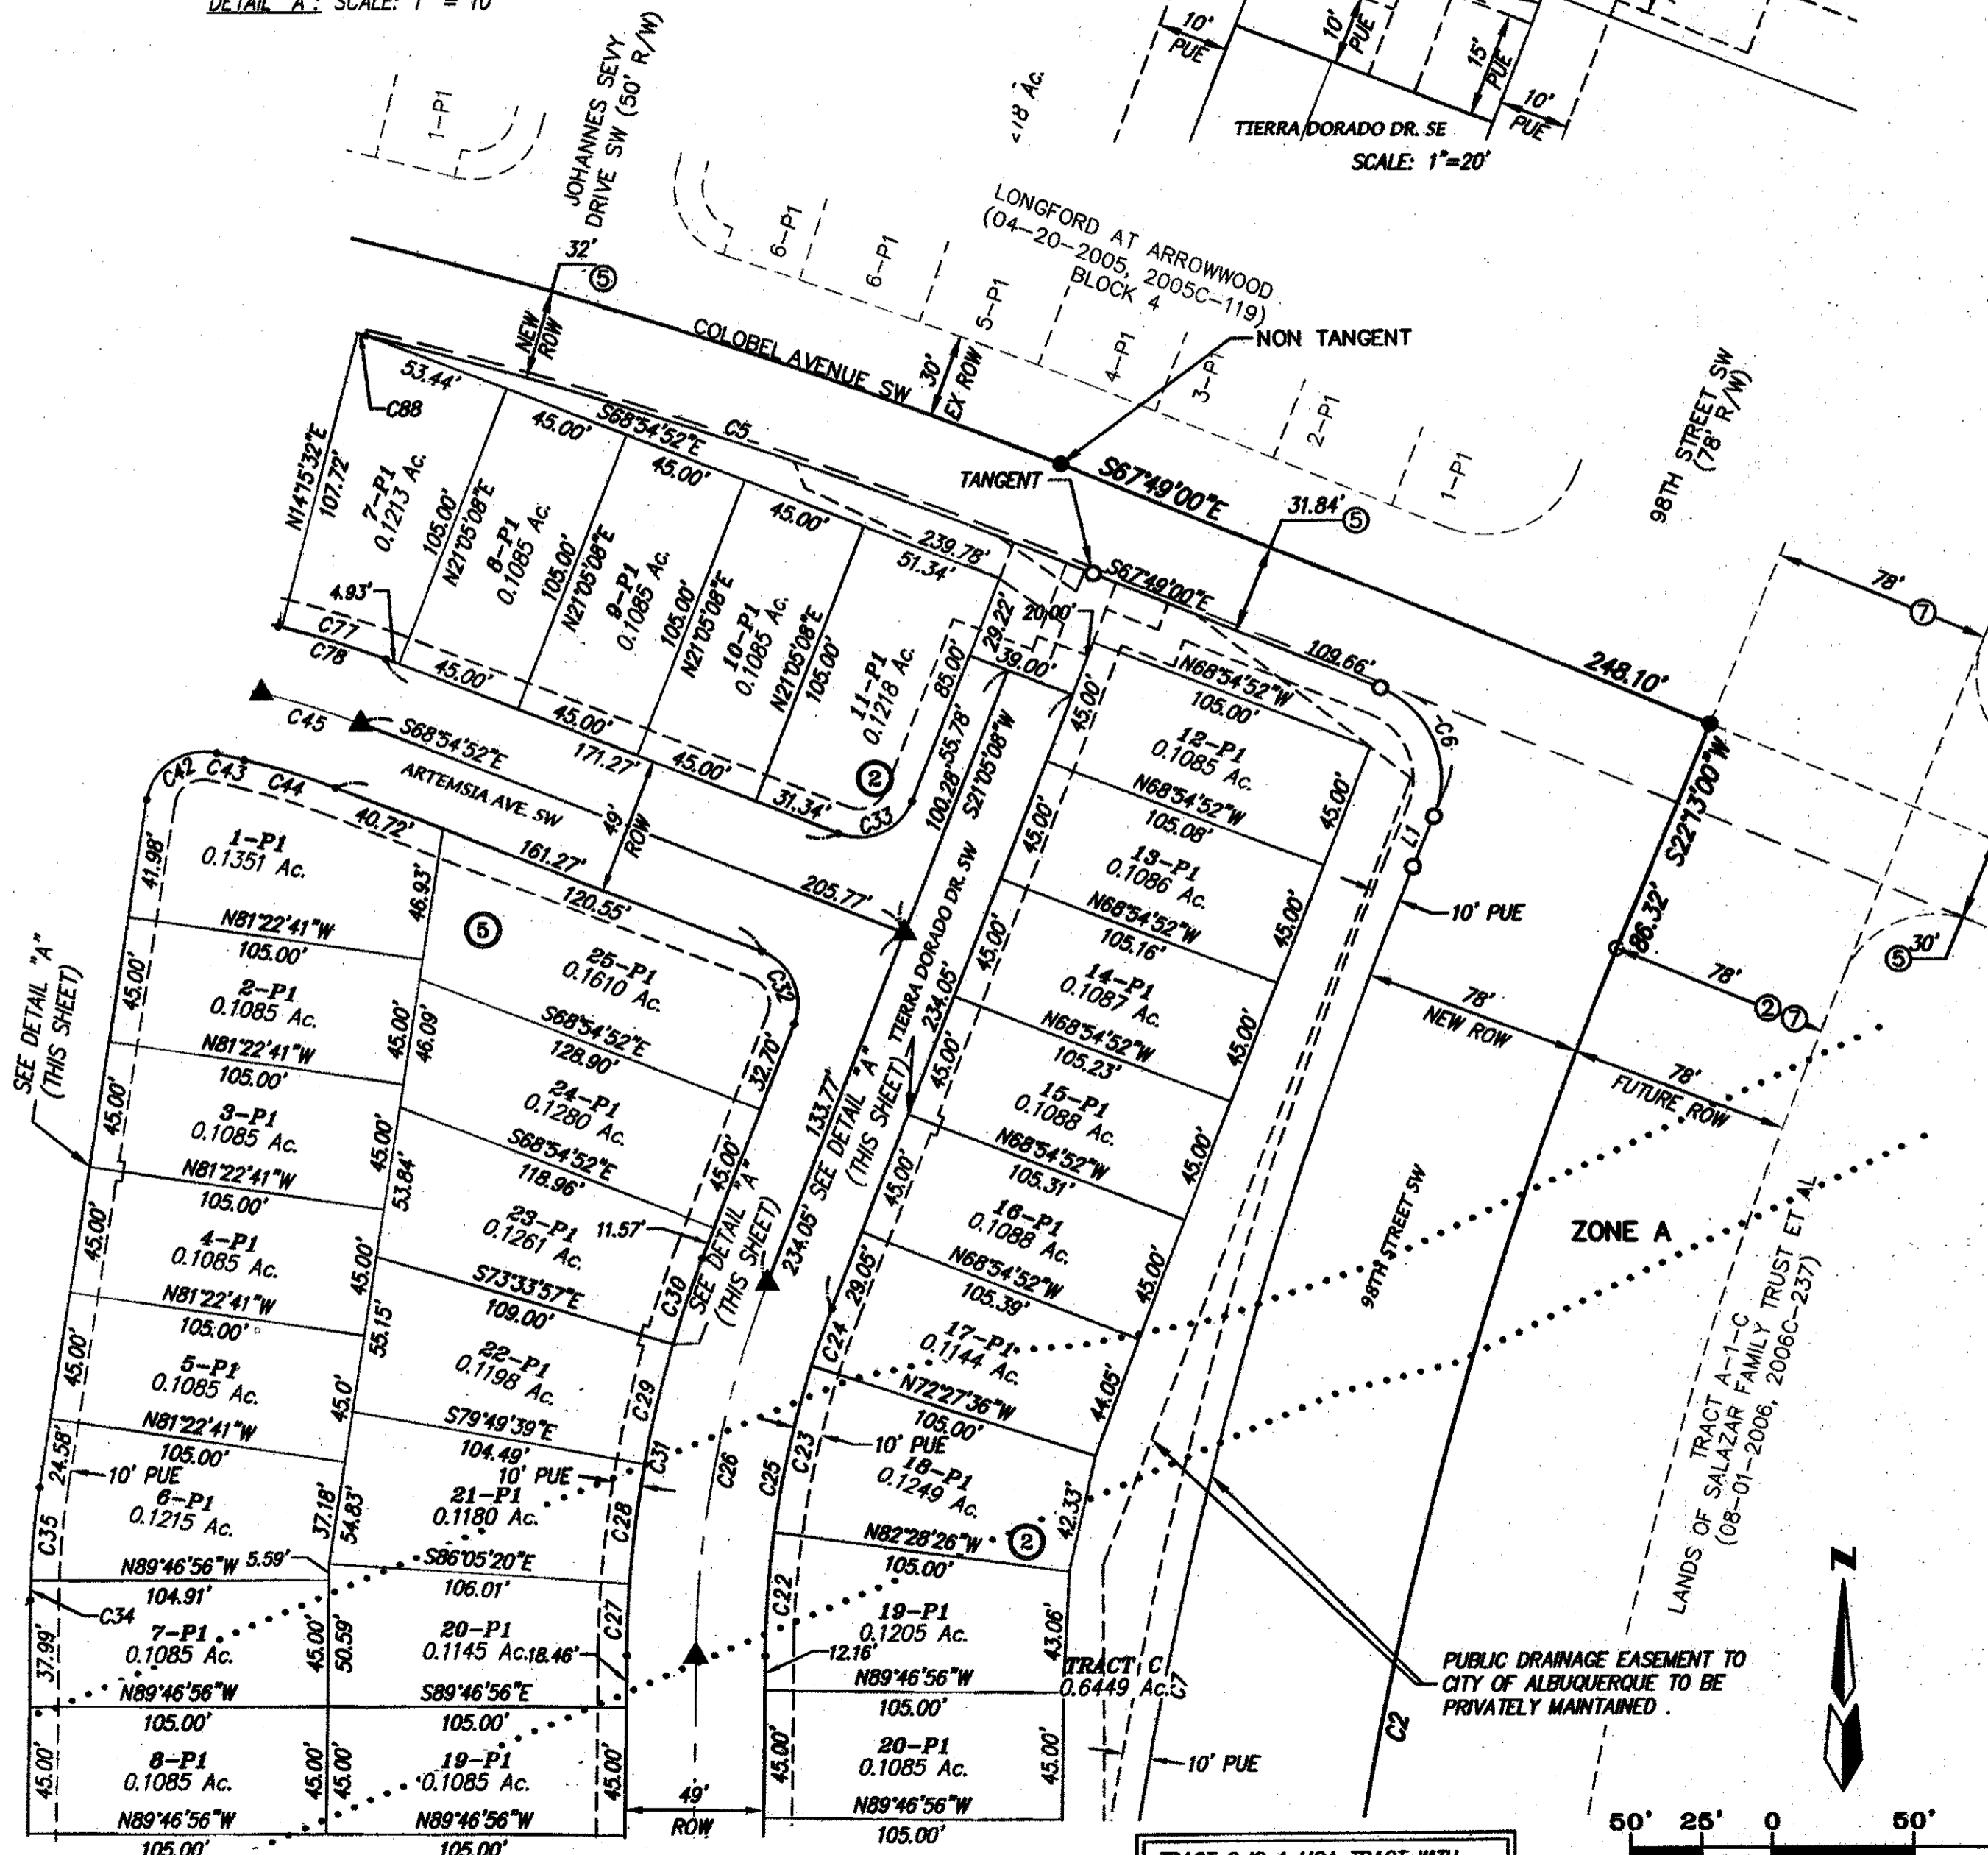 DETAIL "A": SCALE: 1" = 10'
10'
PUE
10'
PUE
15'
PUE
10'
PUE
TIERRA DORADO DR. SE
SCALE: 1"=20'
JOHANNES SEVY
DRIVE SW (50' R/W)
1-P1
6-P1
6-P1
5-P1
4-P1
3-P1
2-P1
1-P1
LONGFORD AT ARROWWOOD
(04-20-2005, 2005C-119)
BLOCK 4
32'
5
NEW
ROW
COLOBEL AVENUE SW
30'
EX ROW
NON TANGENT
TANGENT
S67°49'00"E
31.84'
5
98TH STREET SW
(78' R/W)
78'
7
53.44'
C88
45.00'
S68°54'52"E
C5
45.00'
45.00'
239.78'
51.34'
S67°49'00"E
20.00'
109.66'
248.10'
C6
L1
S22°13'00"W
186.32'
N14°15'32"E
107.72'
7-P1
0.1213 Ac.
105.00'
N21°05'08"E
8-P1
0.1085 Ac.
105.00'
N21°05'08"E
9-P1
0.1085 Ac.
105.00'
N21°05'08"E
10-P1
0.1085 Ac.
N21°05'08"E
105.00'
11-P1
0.1218 Ac.
85.00'
29.22'
39.00'
4.93'
C77
C78
45.00'
45.00'
171.27'
45.00'
31.34'
2
C33
100.28'
55.78'
S21°05'08"W
C45
S68°54'52"E
ARTEMSIA AVE. SW
49'
ROW
205.77'
C42
C43
C44
40.72'
161.27'
120.55'
C32
32.70'
5
TIERRA DORADO DR. SW
234.05'
133.77'
234.05' SEE DETAIL "A"
(THIS SHEET)
SEE DETAIL "A"
(THIS SHEET)
SEE DETAIL "A"
(THIS SHEET)
41.98'
1-P1
0.1351 Ac.
46.93'
N81°22'41"W
105.00'
45.00'
2-P1
0.1085 Ac.
45.00'
46.09'
N81°22'41"W
105.00'
45.00'
3-P1
0.1085 Ac.
45.00'
53.84'
N81°22'41"W
105.00'
45.00'
4-P1
0.1085 Ac.
45.00'
55.15'
N81°22'41"W
105.00'
45.00'
5-P1
0.1085 Ac.
45.0'
N81°22'41"W
105.00'
24.58'
10' PUE
6-P1
0.1215 Ac.
37.18'
54.83'
C35
N89°46'56"W
5.59'
104.91'
C34
7-P1
0.1085 Ac.
37.99'
45.00'
50.59'
N89°46'56"W
105.00'
8-P1
0.1085 Ac.
45.00'
45.00'
45.00'
N89°46'56"W
105.00'
25-P1
0.1610 Ac.
S68°54'52"E
128.90'
24-P1
0.1280 Ac.
45.00'
S68°54'52"E
118.96'
23-P1
0.1261 Ac.
11.57'
C30
S73°33'57"E
109.00'
22-P1
0.1198 Ac.
C29
S79°49'39"E
104.49'
C31
10' PUE
21-P1
0.1180 Ac.
C28
S86°05'20"E
106.01'
20-P1
0.1145 Ac.
18.46'
C27
S89°46'56"E
105.00'
19-P1
0.1085 Ac.
45.00'
N89°46'56"W
105.00'
C26
49'
ROW
N68°54'52"W
105.00'
45.00'
12-P1
0.1085 Ac.
45.00'
N68°54'52"W
105.08'
45.00'
13-P1
0.1086 Ac.
45.00'
N68°54'52"W
105.16'
45.00'
14-P1
0.1087 Ac.
45.00'
N68°54'52"W
105.23'
45.00'
15-P1
0.1088 Ac.
45.00'
N68°54'52"W
105.31'
45.00'
16-P1
0.1088 Ac.
45.00'
N68°54'52"W
105.39'
29.05'
C24
17-P1
0.1144 Ac.
44.05'
N72°27'36"W
105.00'
C23
C25
10' PUE
18-P1
0.1249 Ac.
42.33'
2
N82°28'26"W
105.00'
C22
19-P1
0.1205 Ac.
43.06'
12.16'
N89°46'56"W
105.00'
45.00'
20-P1
0.1085 Ac.
45.00'
N89°46'56"W
105.00'
TRACT C
0.6449 Ac.
C7
10' PUE
10' PUE
78'
NEW ROW
78'
2
7
78'
FUTURE ROW
5
30'
98TH STREET SW
ZONE A
TRACT A-1-C
LANDS OF SALAZAR FAMILY TRUST ET AL
(08-01-2006, 2006C-237)
C2
PUBLIC DRAINAGE EASEMENT TO
CITY OF ALBUQUERQUE TO BE
PRIVATELY MAINTAINED .
N
50' 25' 0 50'